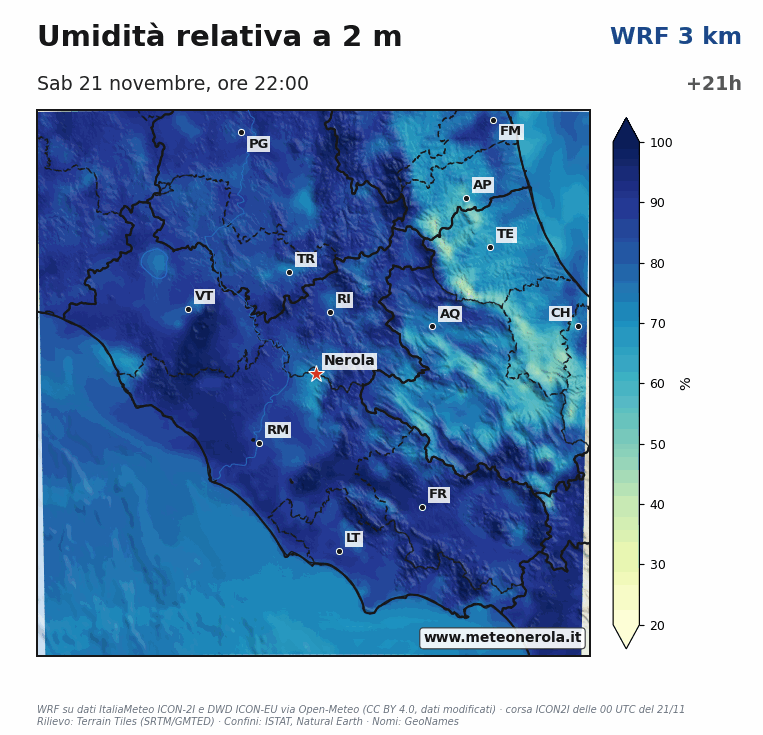 Umidità relativa a 2 m
WRF 3 km
Sab 21 novembre, ore 22:00
+21h
FM
PG
AP
TE
TR
VT
RI
AQ
CH
Nerola
RM
FR
LT
www.meteonerola.it
100
90
80
70
60
50
40
30
20
%
WRF su dati ItaliaMeteo ICON-2I e DWD ICON-EU via Open-Meteo (CC BY 4.0, dati modificati) · corsa ICON2I delle 00 UTC del 21/11
Rilievo: Terrain Tiles (SRTM/GMTED) · Confini: ISTAT, Natural Earth · Nomi: GeoNames